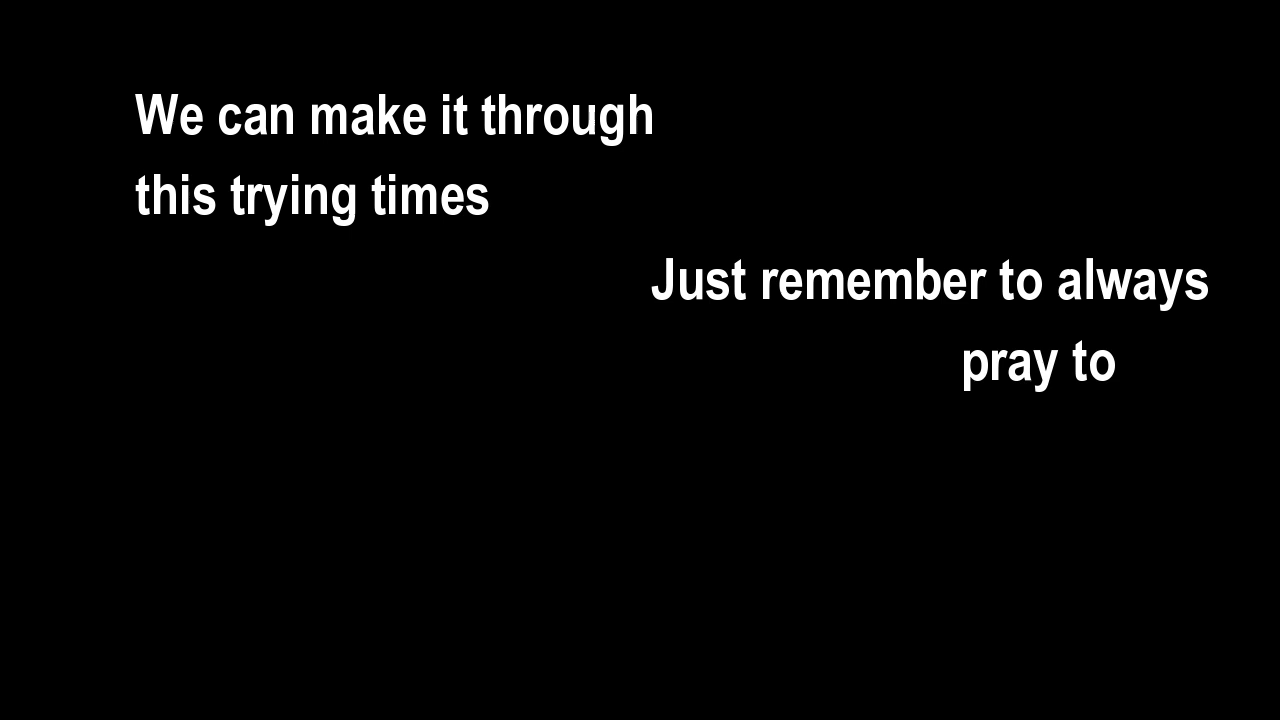 We can make it through
this trying times
Just remember to always
pray to